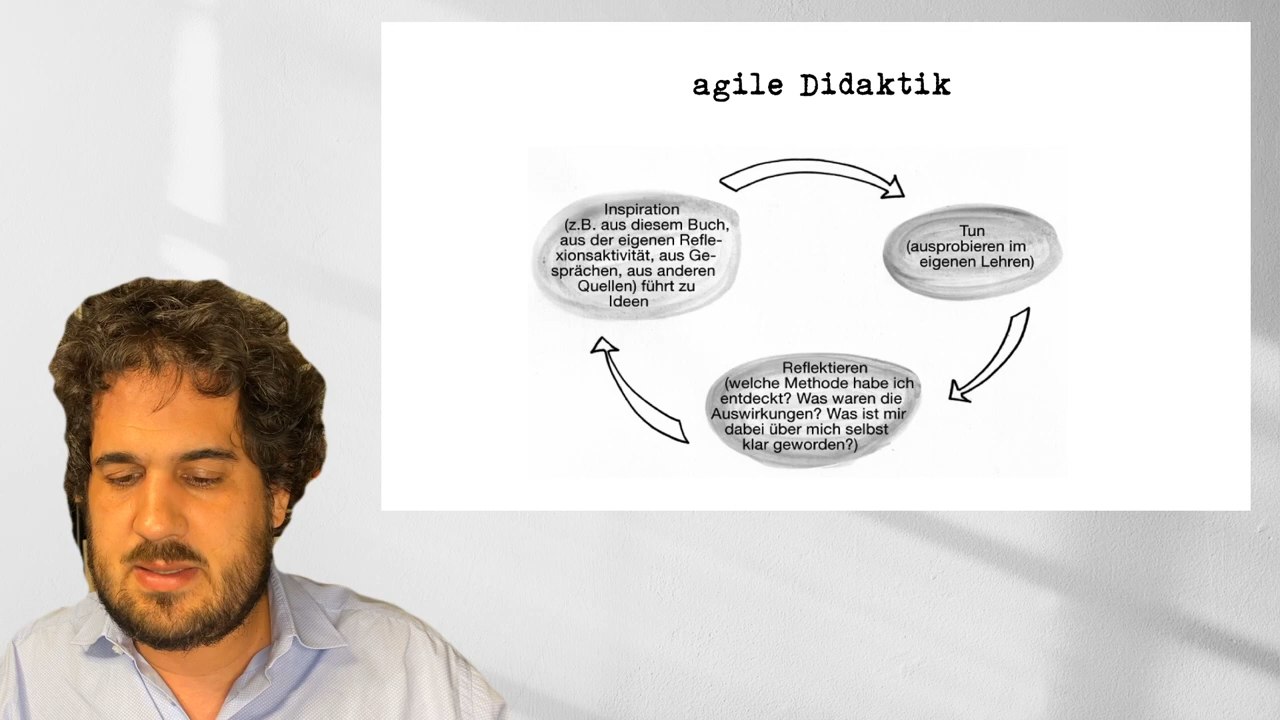 agile Didaktik
Inspiration
(z.B. aus diesem Buch,
aus der eigenen Refle-
xionsaktivität, aus Ge-
sprächen, aus anderen
Quellen) führt zu
Ideen
Tun
(ausprobieren im
eigenen Lehren)
Reflektieren
(welche Methode habe ich
entdeckt? Was waren die
Auswirkungen? Was ist mir
dabei über mich selbst
klar geworden?)